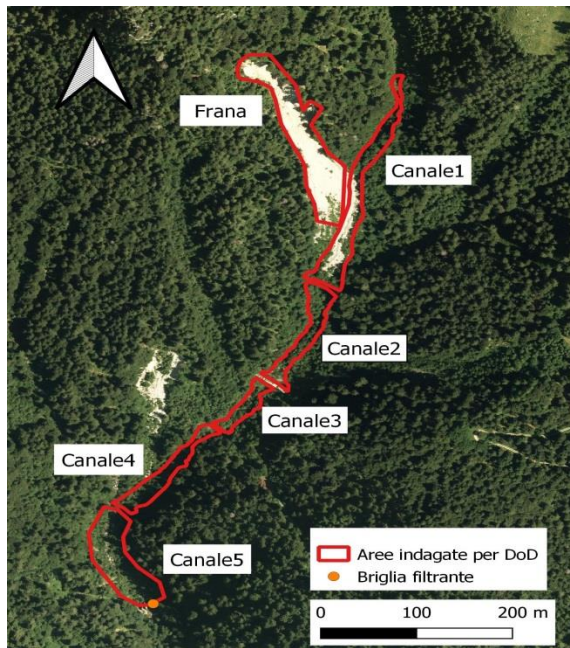 Frana
Canale1
Canale2
Canale3
Canale4
Canale5
Aree indagate per DoD
Briglia filtrante
0 100 200 m